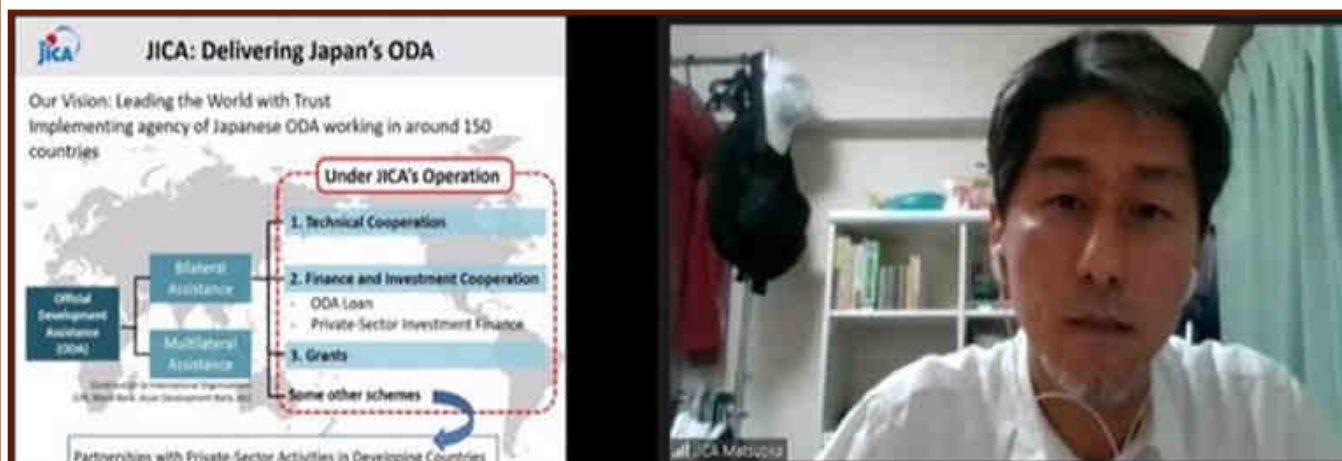 JICA
JICA: Delivering Japan's ODA
Our Vision: Leading the World with Trust
Implementing agency of Japanese ODA working in around 150
countries
Under JICA's Operation
1. Technical Cooperation
Bilateral
Assistance
2. Finance and Investment Cooperation
- ODA Loan
- Private-Sector Investment Finance
Official
Development
Assistance
(ODA)
Multilateral
Assistance
3. Grants
Some other schemes
Partnerships with Private-Sector Activities in Developing Countries
JICA Matsuoka